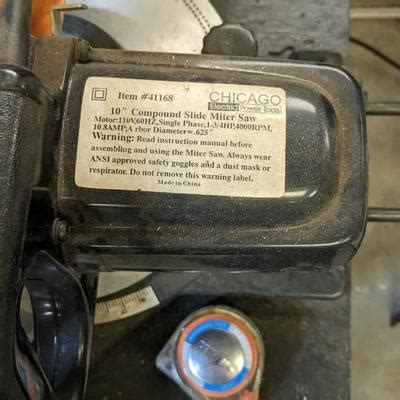 Item #41168
CHICAGO
Electric Power Tools
10" Compound Slide Miter Saw
Motor:110V,60HZ,Single Phase,1-3/4HP,4000RPM,
10.8AMP;A rbor Diameter=.625"
Warning: Read instruction manual before
assembling and using the Miter Saw. Always wear
ANSI approved safety goggles and a dust mask or
respirator. Do not remove this warning label.
Made in China